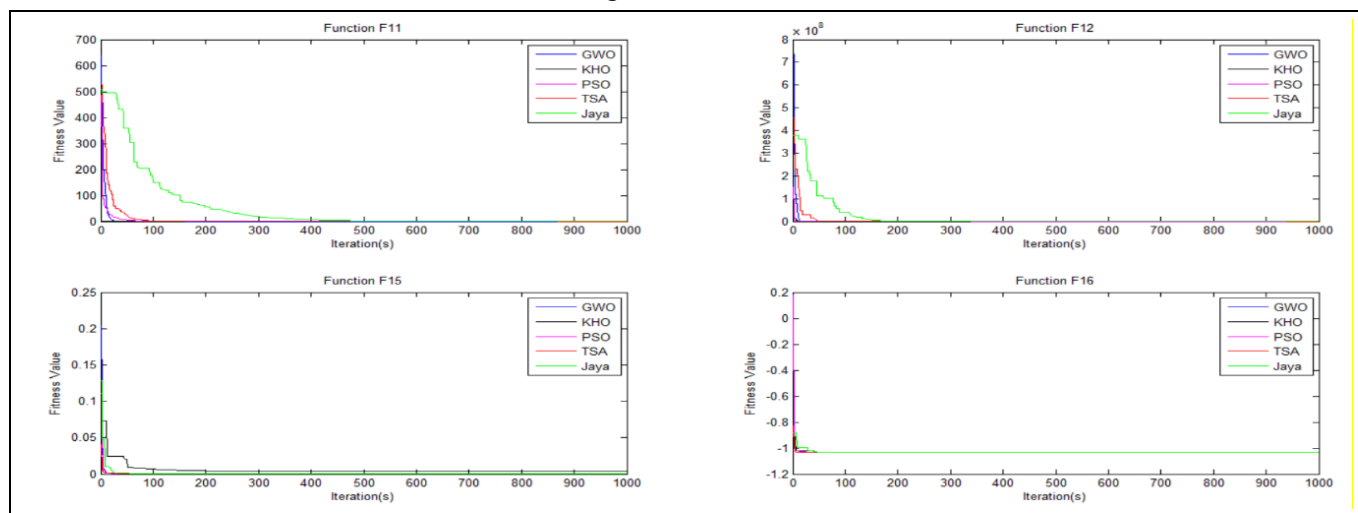 Function F11
700
600
500
400
300
200
100
0
0 100 200 300 400 500 600 700 800 900 1000
Fitness Value
Iteration(s)
GWO
KHO
PSO
TSA
Jaya
Function F12
x 10^8
8
7
6
5
4
3
2
1
0
0 100 200 300 400 500 600 700 800 900 1000
Fitness Value
Iteration(s)
GWO
KHO
PSO
TSA
Jaya
Function F15
0.25
0.2
0.15
0.1
0.05
0
0 100 200 300 400 500 600 700 800 900 1000
Fitness Value
Iteration(s)
GWO
KHO
PSO
TSA
Jaya
Function F16
0.2
0
-0.2
-0.4
-0.6
-0.8
-1
-1.2
0 100 200 300 400 500 600 700 800 900 1000
Fitness Value
Iteration(s)
GWO
KHO
PSO
TSA
Jaya